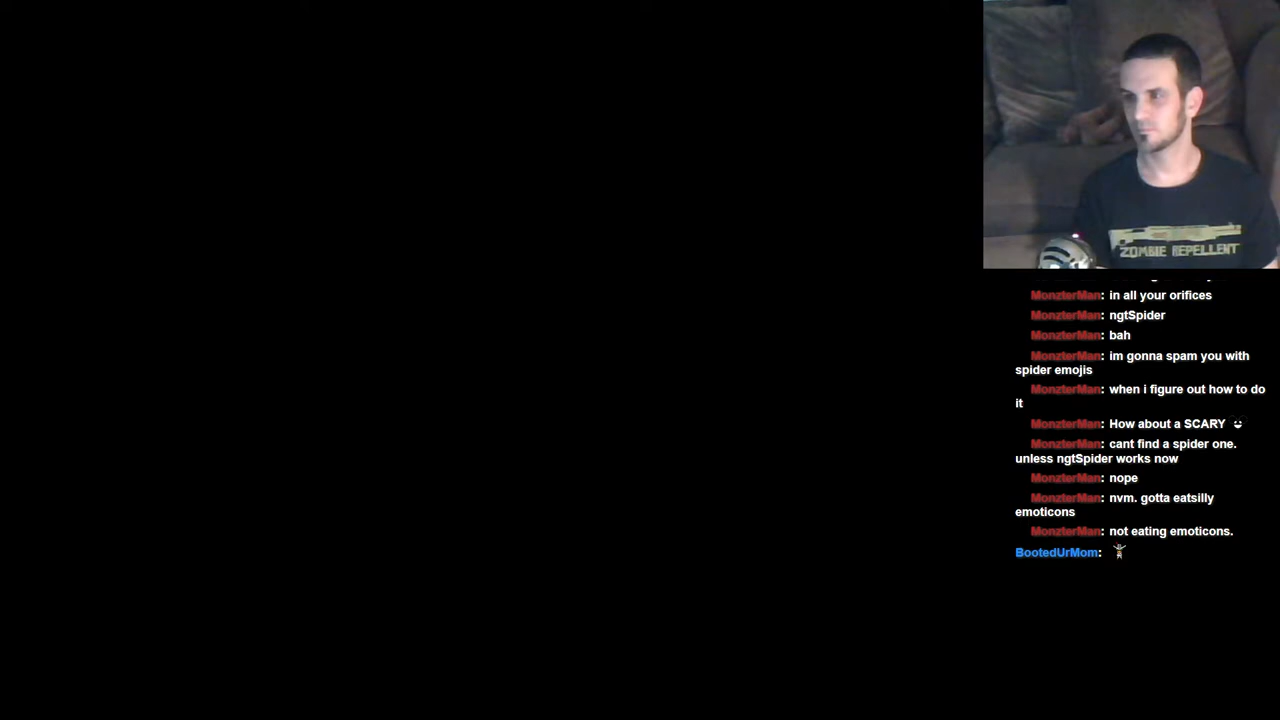 ZOMBIE REPELLENT
MonzterMan: in all your orifices
MonzterMan: ngtSpider
MonzterMan: bah
MonzterMan: im gonna spam you with
spider emojis
MonzterMan: when i figure out how to do
it
MonzterMan: How about a SCARY
MonzterMan: cant find a spider one.
unless ngtSpider works now
MonzterMan: nope
MonzterMan: nvm. gotta eatsilly
emoticons
MonzterMan: not eating emoticons.
BootedUrMom: